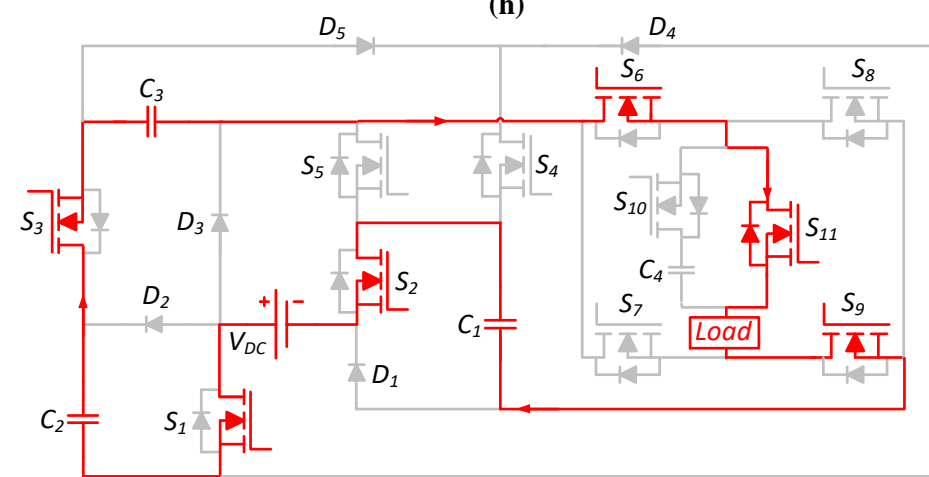 (h)
D5 D4
S6 S8
C3
S5 S4
S10
S3 D3 S11
S2 C4
D2 + −
S7 S9
VDC C1 Load
D1
C2 S1